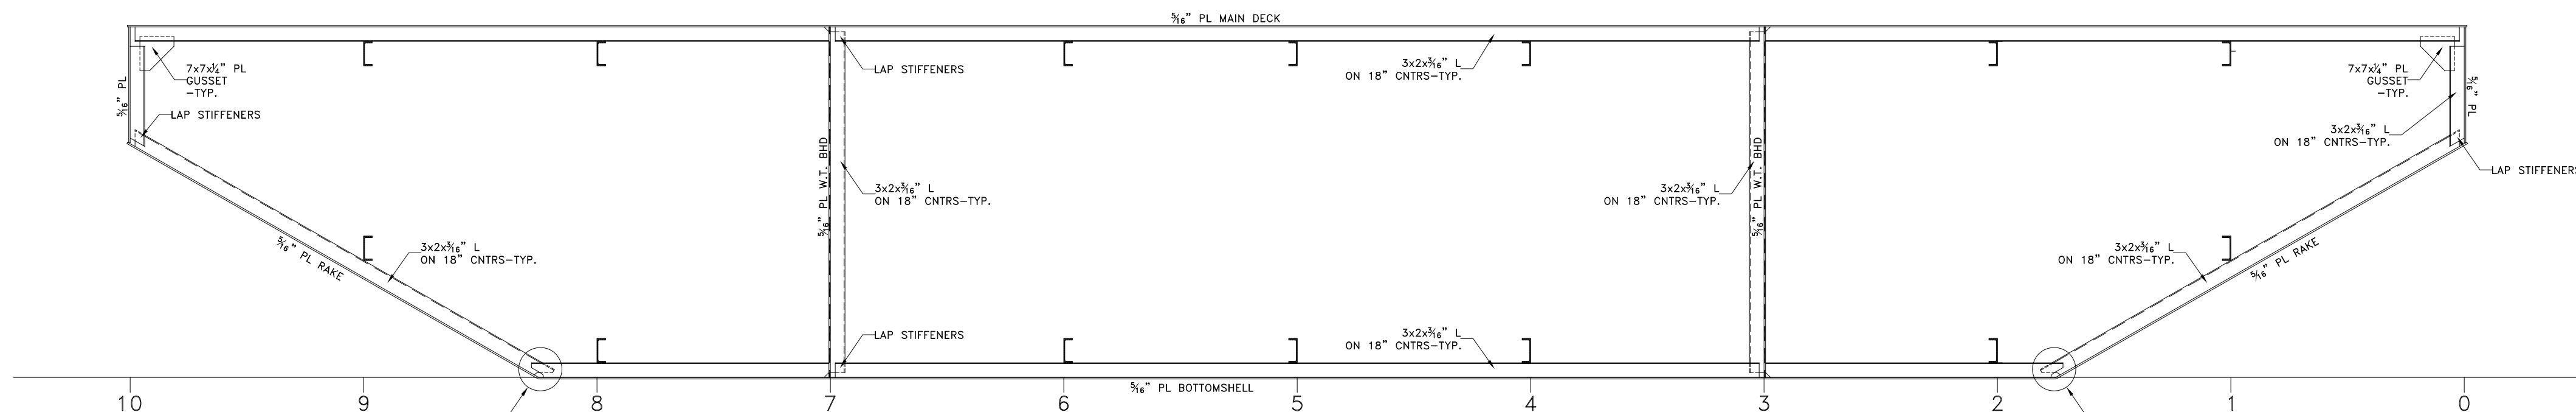 5/16" PL MAIN DECK
7x7x1/4" PL
GUSSET
-TYP.
5/16" PL
LAP STIFFENERS
LAP STIFFENERS
3x2x3/16" L
ON 18" CNTRS-TYP.
7x7x1/4" PL
GUSSET
-TYP.
5/16" PL
3x2x3/16" L
ON 18" CNTRS-TYP.
LAP STIFFENERS
5/16" PL W.T. BHD
3x2x3/16" L
ON 18" CNTRS-TYP.
3x2x3/16" L
ON 18" CNTRS-TYP.
5/16" PL W.T. BHD
5/16" PL RAKE
3x2x3/16" L
ON 18" CNTRS-TYP.
3x2x3/16" L
ON 18" CNTRS-TYP.
5/16" PL RAKE
LAP STIFFENERS
3x2x3/16" L
ON 18" CNTRS-TYP.
5/16" PL BOTTOMSHELL
10 9 8 7 6 5 4 3 2 1 0